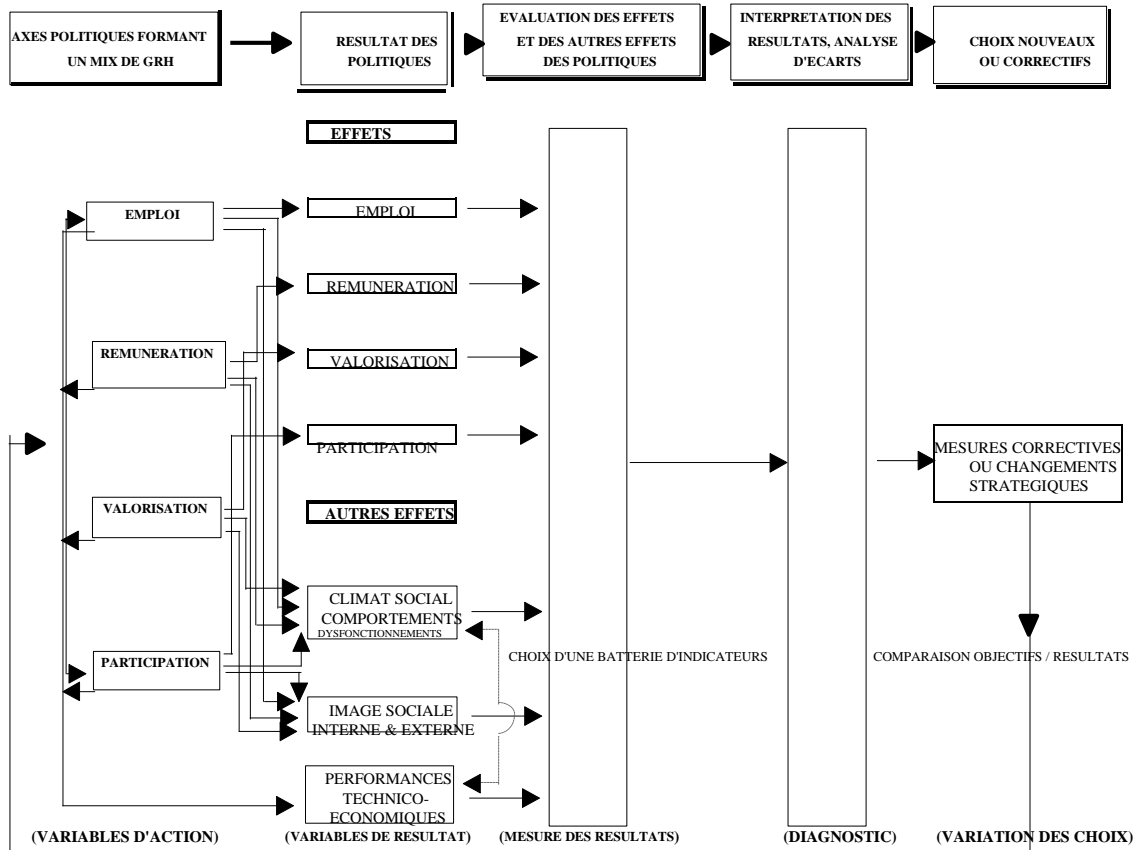 AXES POLITIQUES FORMANT
UN MIX DE GRH
RESULTAT DES
POLITIQUES
EVALUATION DES EFFETS
ET DES AUTRES EFFETS
DES POLITIQUES
INTERPRETATION DES
RESULTATS, ANALYSE
D'ECARTS
CHOIX NOUVEAUX
OU CORRECTIFS
EFFETS
EMPLOI
EMPLOI
REMUNERATION
REMUNERATION
VALORISATION
PARTICIPATION
MESURES CORRECTIVES
OU CHANGEMENTS
STRATEGIQUES
VALORISATION
AUTRES EFFETS
CLIMAT SOCIAL
COMPORTEMENTS
DYSFONCTIONNEMENTS
PARTICIPATION
CHOIX D'UNE BATTERIE D'INDICATEURS
COMPARAISON OBJECTIFS / RESULTATS
IMAGE SOCIALE
INTERNE & EXTERNE
PERFORMANCES
TECHNICO-
ECONOMIQUES
(VARIABLES D'ACTION)
(VARIABLES DE RESULTAT)
(MESURE DES RESULTATS)
(DIAGNOSTIC)
(VARIATION DES CHOIX)